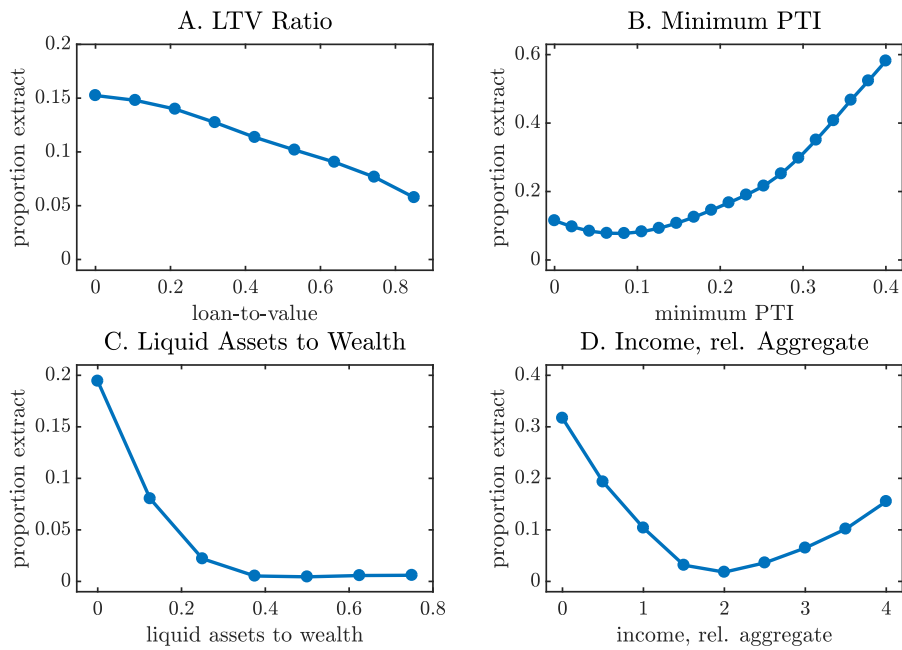 A. LTV Ratio
0.2
0.15
0.1
0.05
0
proportion extract
0 0.2 0.4 0.6 0.8
loan-to-value
B. Minimum PTI
0.6
0.4
0.2
0
proportion extract
0 0.1 0.2 0.3 0.4
minimum PTI
C. Liquid Assets to Wealth
0.2
0.15
0.1
0.05
0
proportion extract
0 0.2 0.4 0.6 0.8
liquid assets to wealth
D. Income, rel. Aggregate
0.4
0.3
0.2
0.1
0
proportion extract
0 1 2 3 4
income, rel. aggregate